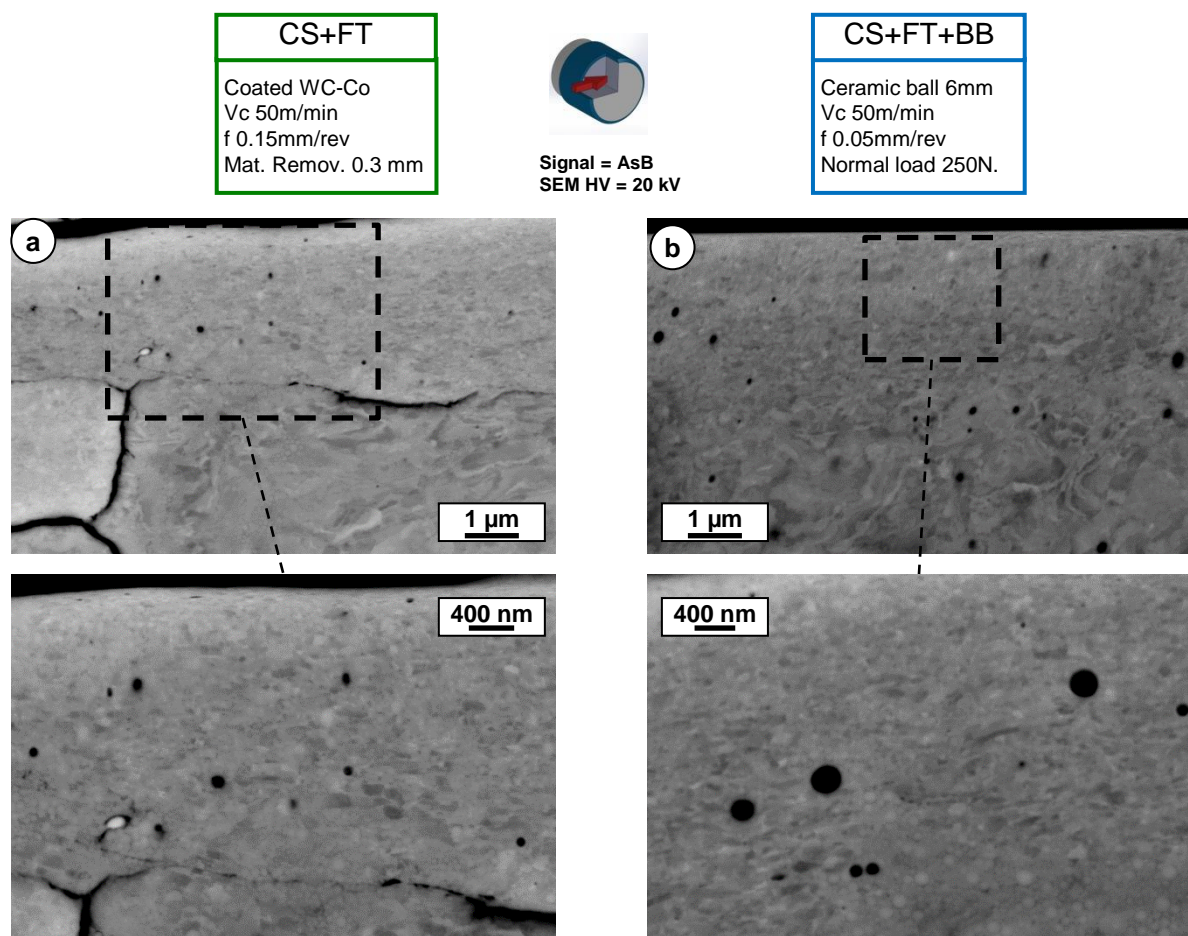 CS+FT
Coated WC-Co
Vc 50m/min
f 0.15mm/rev
Mat. Remov. 0.3 mm
Signal = AsB
SEM HV = 20 kV
CS+FT+BB
Ceramic ball 6mm
Vc 50m/min
f 0.05mm/rev
Normal load 250N.
a
1 µm
b
1 µm
400 nm
400 nm